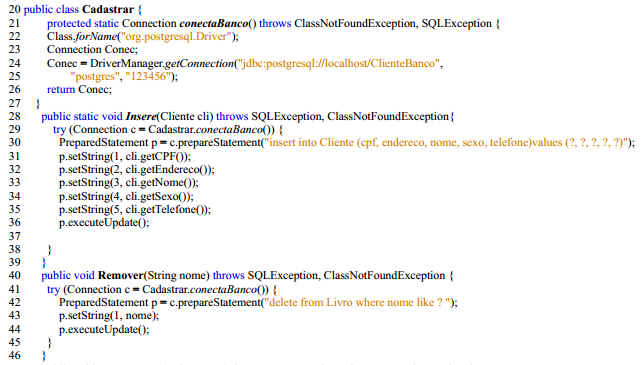 20 public class Cadastrar {
21 protected static Connection conectaBanco() throws ClassNotFoundException, SQLException {
22 Class.forName("org.postgresql.Driver");
23 Connection Conec;
24 Conec = DriverManager.getConnection("jdbc:postgresql://localhost/ClienteBanco",
25 "postgres", "123456");
26 return Conec;
27 }
28 public static void Insere(Cliente cli) throws SQLException, ClassNotFoundException{
29 try (Connection c = Cadastrar.conectaBanco()) {
30 PreparedStatement p = c.prepareStatement("insert into Cliente (cpf, endereco, nome, sexo, telefone)values (?, ?, ?, ?, ?)");
31 p.setString(1, cli.getCPF());
32 p.setString(2, cli.getEndereco());
33 p.setString(3, cli.getNome());
34 p.setString(4, cli.getSexo());
35 p.setString(5, cli.getTelefone());
36 p.executeUpdate();
37
38 }
39 }
40 public void Remover(String nome) throws SQLException, ClassNotFoundException {
41 try (Connection c = Cadastrar.conectaBanco()) {
42 PreparedStatement p = c.prepareStatement("delete from Livro where nome like ? ");
43 p.setString(1, nome);
44 p.executeUpdate();
45 }
46 }